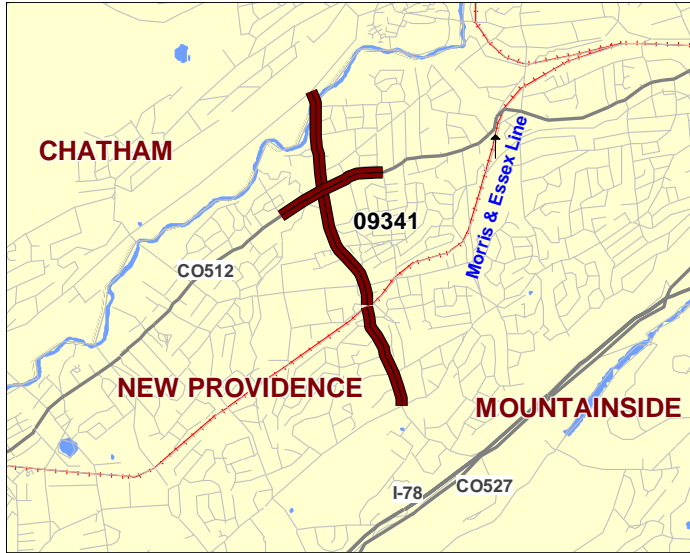 CHATHAM
Morris & Essex Line
09341
CO512
NEW PROVIDENCE
MOUNTAINSIDE
I-78
CO527